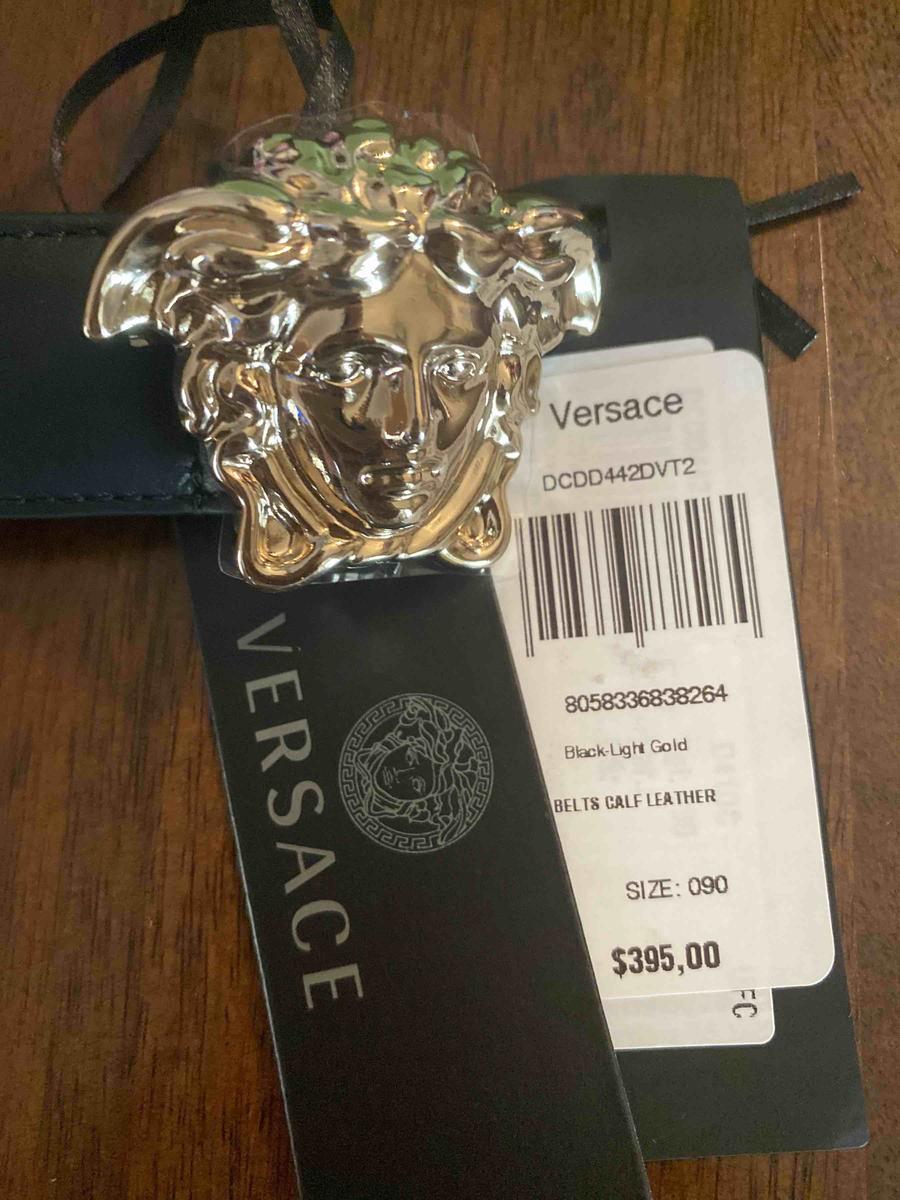 Versace
DCDD442DVT2
8058336838264
Black-Light Gold
BELTS CALF LEATHER
SIZE: 090
$395,00
VERSACE